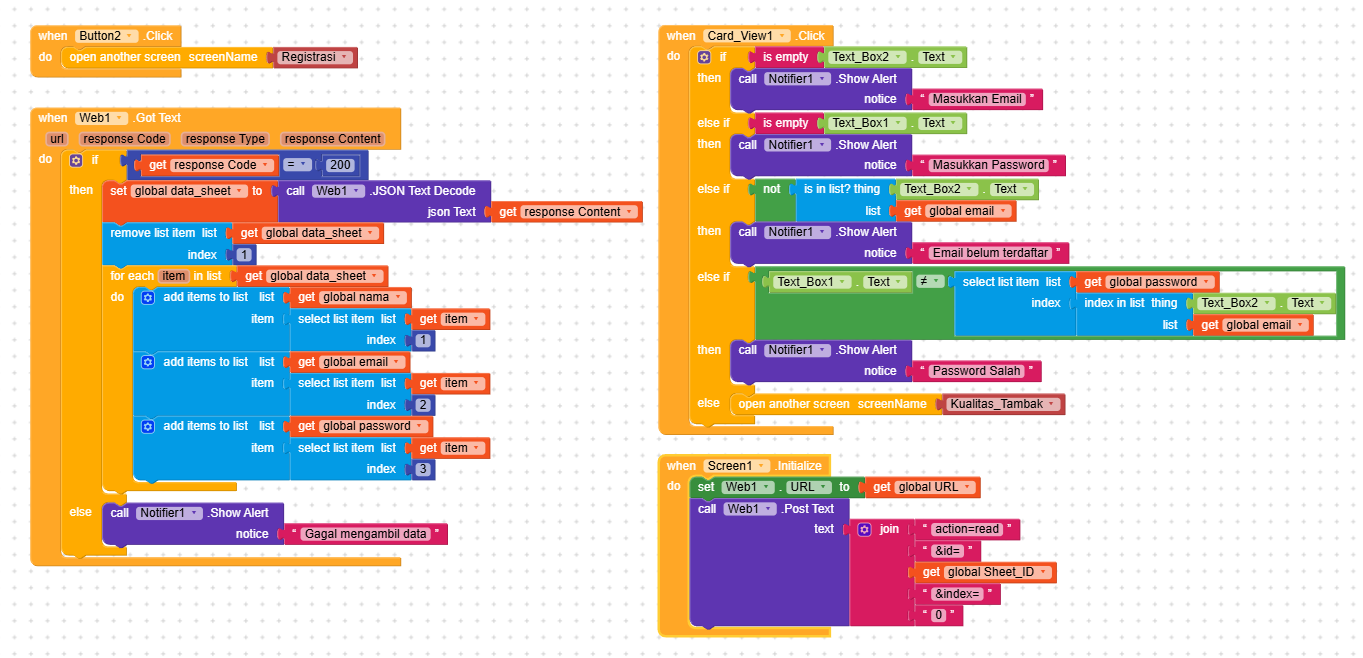 when Button2 .Click
do open another screen screenName Registrasi
when Web1 .Got Text
url response Code response Type response Content
do if get response Code = 200
then set global data_sheet to call Web1 .JSON Text Decode
json Text get response Content
remove list item list get global data_sheet
index 1
for each item in list get global data_sheet
do add items to list list get global nama
item select list item list get item
index 1
add items to list list get global email
item select list item list get item
index 2
add items to list list get global password
item select list item list get item
index 3
else call Notifier1 .Show Alert
notice " Gagal mengambil data "
when Card_View1 .Click
do if is empty Text_Box2 . Text
then call Notifier1 .Show Alert
notice " Masukkan Email "
else if is empty Text_Box1 . Text
then call Notifier1 .Show Alert
notice " Masukkan Password "
else if not is in list? thing Text_Box2 . Text
list get global email
then call Notifier1 .Show Alert
notice " Email belum terdaftar "
else if Text_Box1 . Text ≠ select list item list get global password
index index in list thing Text_Box2 . Text
list get global email
then call Notifier1 .Show Alert
notice " Password Salah "
else open another screen screenName Kualitas_Tambak
when Screen1 .Initialize
do set Web1 . URL to get global URL
call Web1 .Post Text
text join " action=read "
" &id= "
get global Sheet_ID
" &index= "
" 0 "